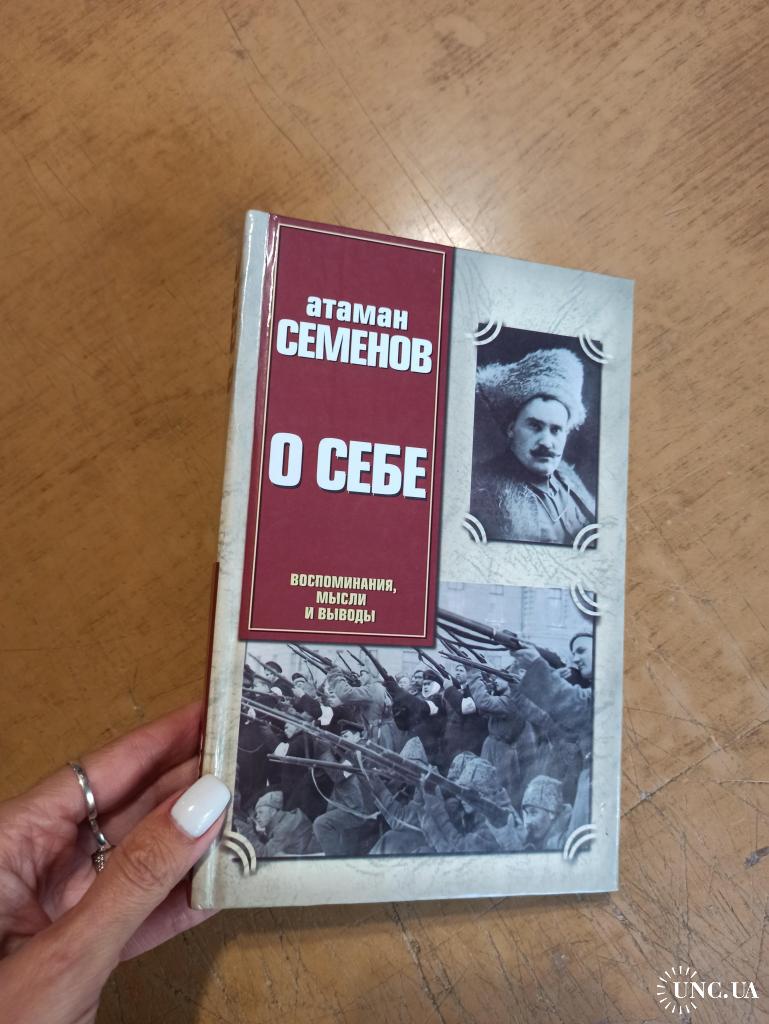 атаман
СЕМЕНОВ
О СЕБЕ
ВОСПОМИНАНИЯ,
МЫСЛИ
И ВЫВОДЫ
UNC.UA